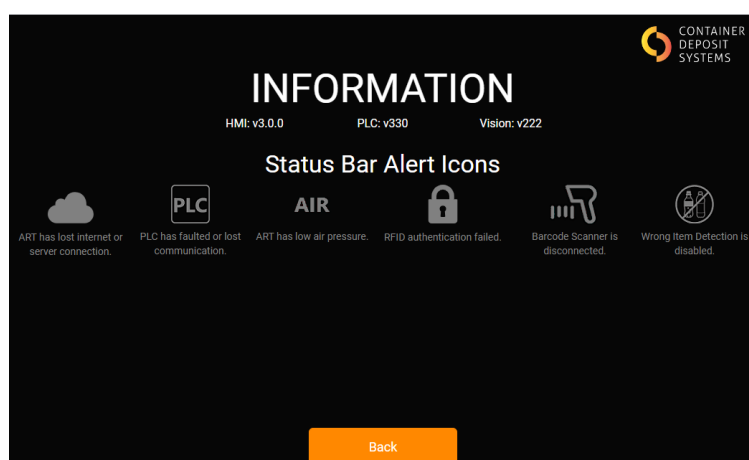 CONTAINER
DEPOSIT
SYSTEMS
INFORMATION
HMI: v3.0.0 PLC: v330 Vision: v222
Status Bar Alert Icons
PLC
AIR
ART has lost internet or
server connection.
PLC has faulted or lost
communication.
ART has low air pressure.
RFID authentication failed.
Barcode Scanner is
disconnected.
Wrong Item Detection is
disabled.
Back